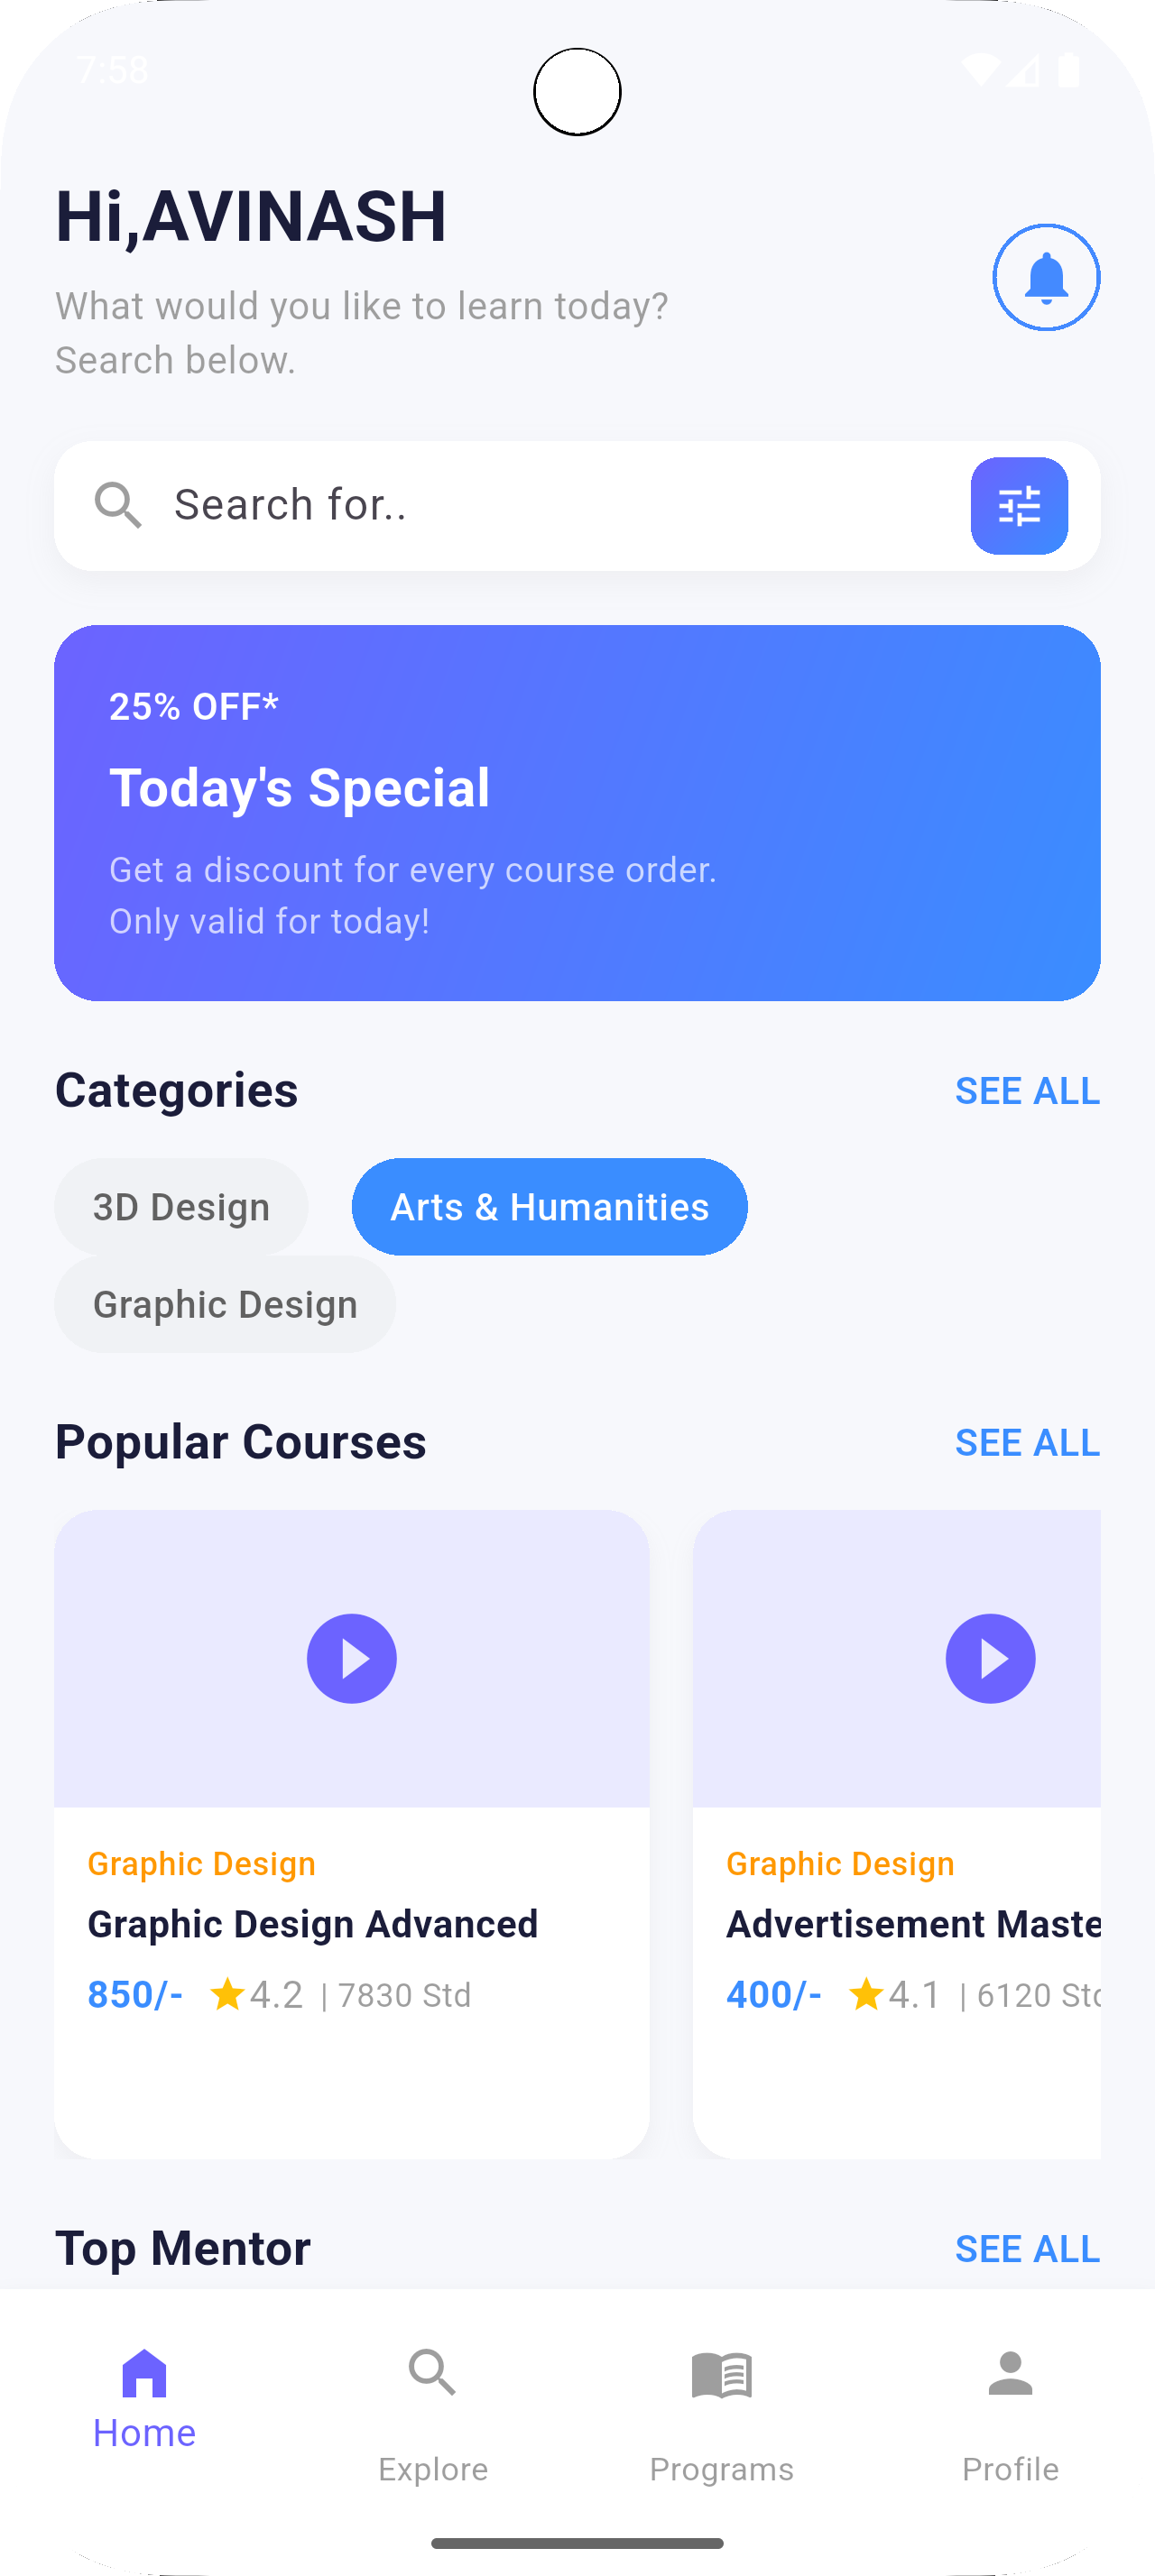 7:58
Hi,AVINASH
What would you like to learn today?
Search below.
Search for..
25% OFF*
Today's Special
Get a discount for every course order.
Only valid for today!
Categories
SEE ALL
3D Design
Arts & Humanities
Graphic Design
Popular Courses
SEE ALL
Graphic Design
Graphic Design Advanced
850/- 4.2 | 7830 Std
Graphic Design
Advertisement Maste
400/- 4.1 | 6120 Std
Top Mentor
SEE ALL
Home
Explore
Programs
Profile